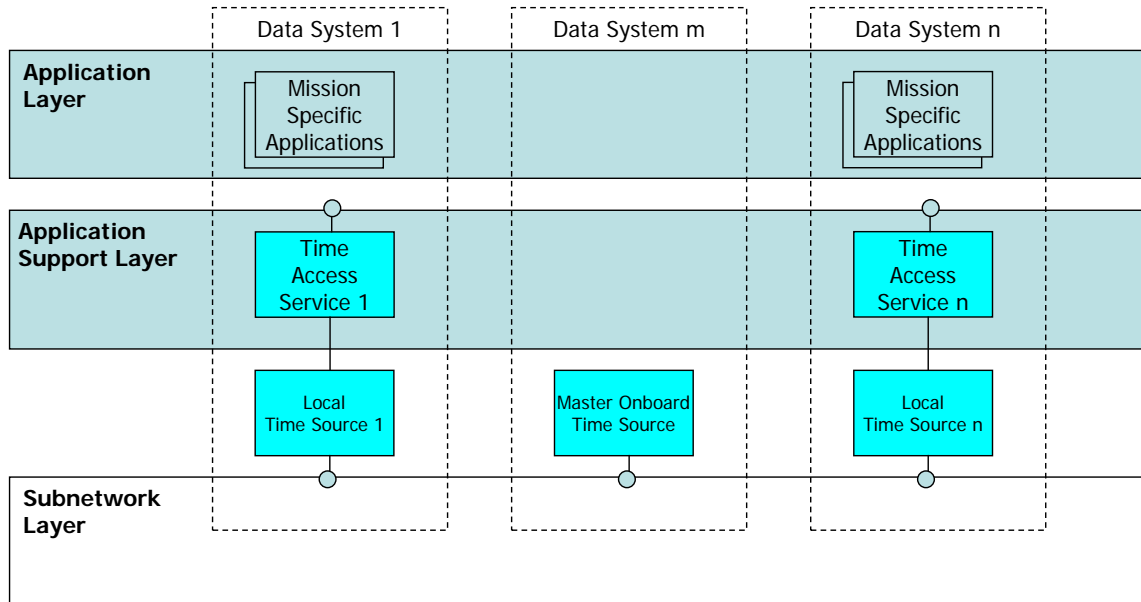 Data System 1
Data System m
Data System n
Application
Layer
Mission
Specific
Applications
Mission
Specific
Applications
Application
Support Layer
Time
Access
Service 1
Time
Access
Service n
Local
Time Source 1
Master Onboard
Time Source
Local
Time Source n
Subnetwork
Layer